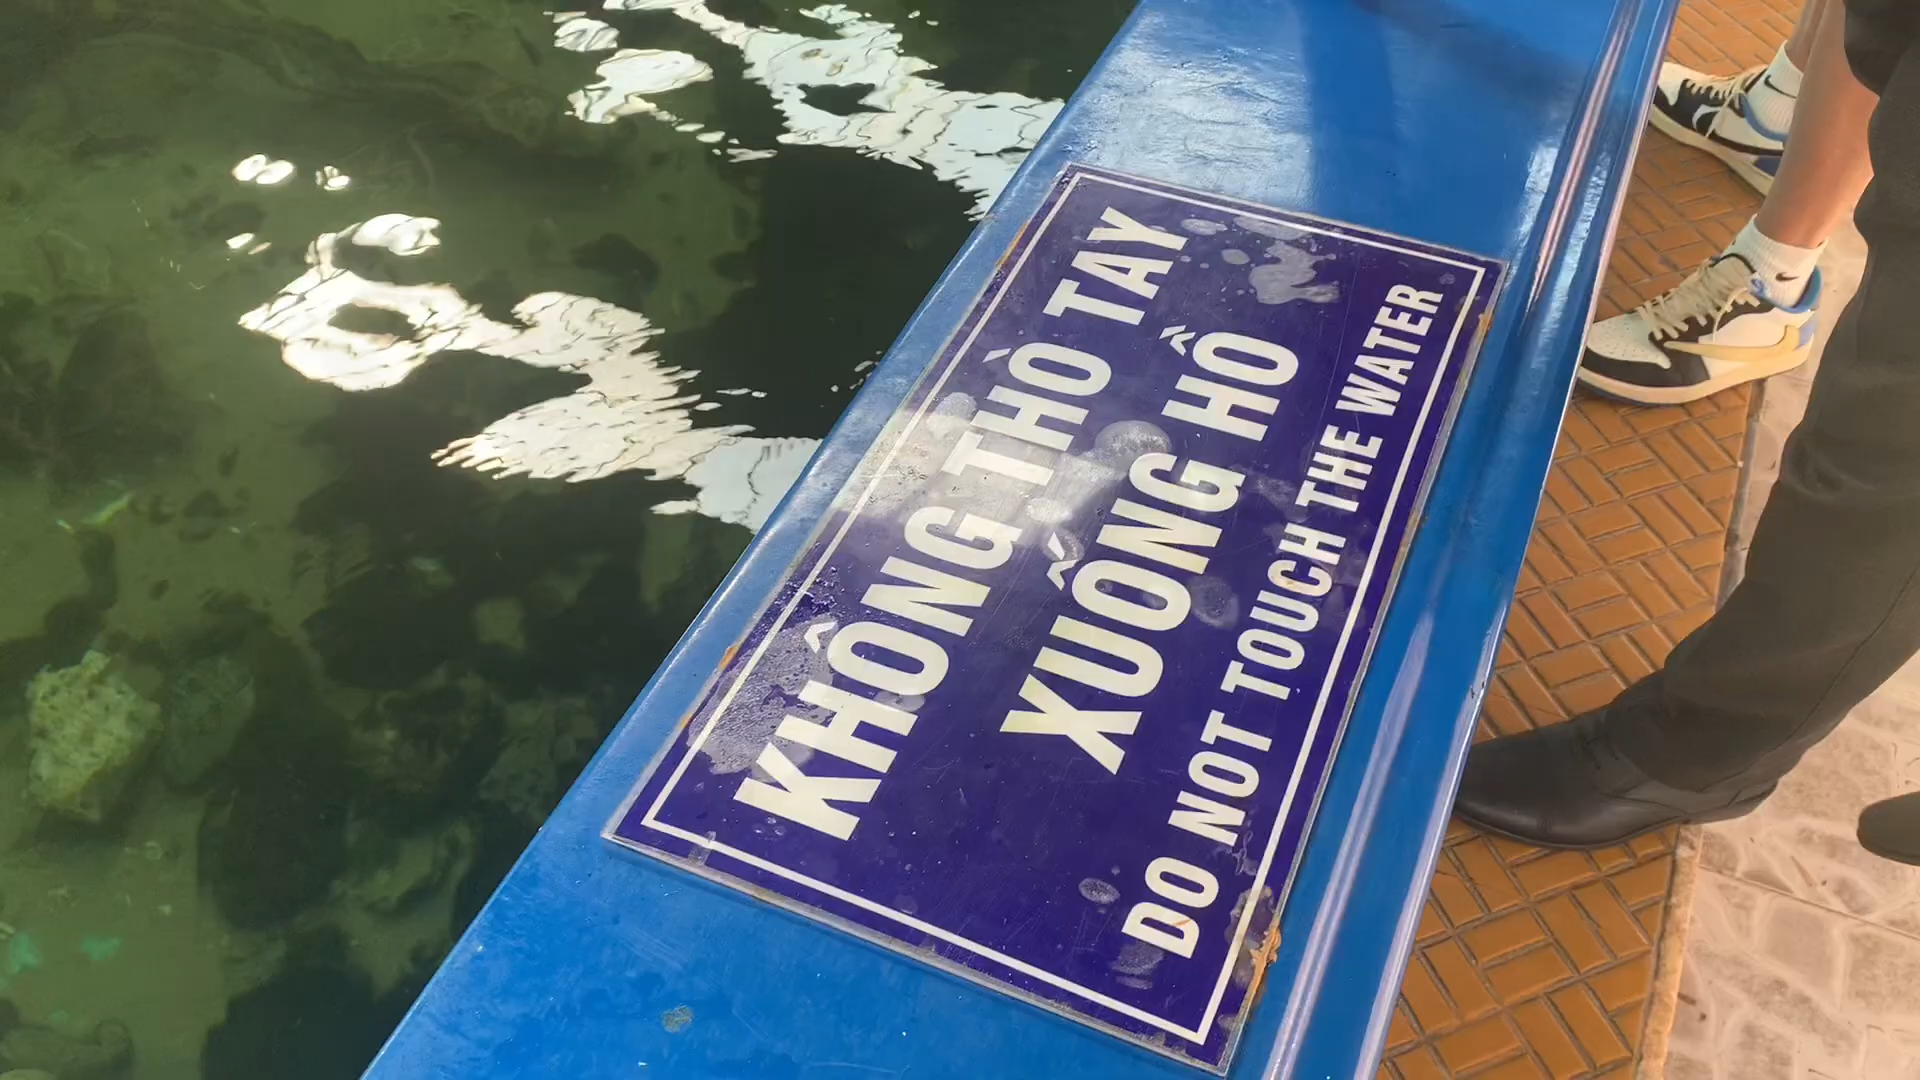 KHÔNG THÒ TAY
XUỐNG HỒ
DO NOT TOUCH THE WATER